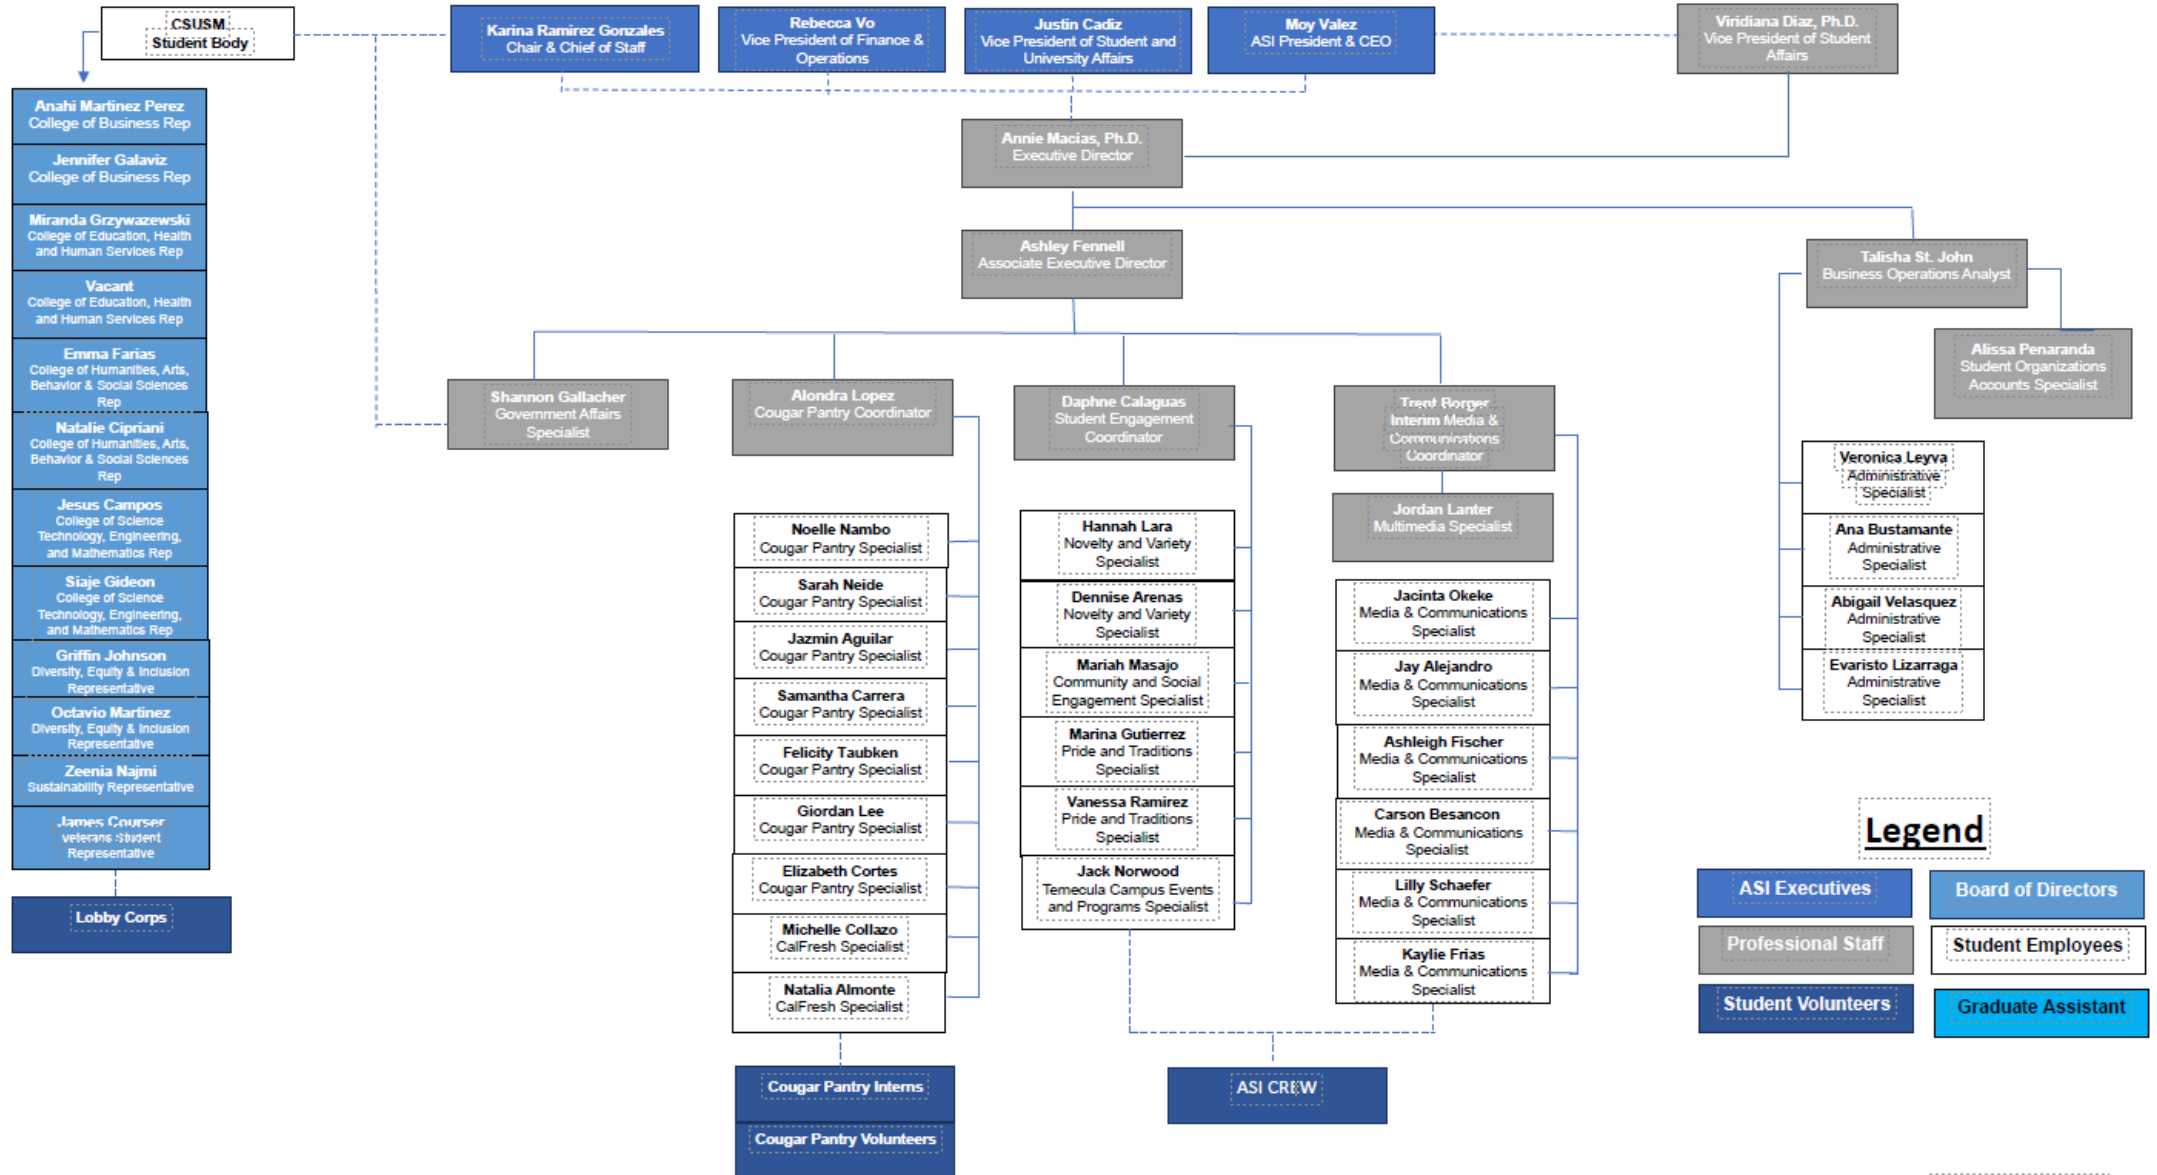 CSUSM
Student Body
Karina Ramirez Gonzales
Chair & Chief of Staff
Rebecca Vo
Vice President of Finance &
Operations
Justin Cadiz
Vice President of Student and
University Affairs
Moy Valez
ASI President & CEO
Viridiana Diaz, Ph.D.
Vice President of Student
Affairs
Anahi Martinez Perez
College of Business Rep
Jennifer Galaviz
College of Business Rep
Miranda Grzywazewski
College of Education, Health
and Human Services Rep
Vacant
College of Education, Health
and Human Services Rep
Emma Farias
College of Humanities, Arts,
Behavior & Social Sciences
Rep
Natalie Cipriani
College of Humanities, Arts,
Behavior & Social Sciences
Rep
Jesus Campos
College of Science
Technology, Engineering,
and Mathematics Rep
Siaje Gideon
College of Science
Technology, Engineering,
and Mathematics Rep
Griffin Johnson
Diversity, Equity & Inclusion
Representative
Octavio Martinez
Diversity, Equity & Inclusion
Representative
Zeenia Najmi
Sustainability Representative
James Courser
Veterans Student
Representative
Lobby Corps
Annie Macias, Ph.D.
Executive Director
Ashley Fennell
Associate Executive Director
Talisha St. John
Business Operations Analyst
Alissa Penaranda
Student Organizations
Accounts Specialist
Shannon Gallacher
Government Affairs
Specialist
Alondra Lopez
Cougar Pantry Coordinator
Daphne Calaguas
Student Engagement
Coordinator
Trent Borger
Interim Media &
Communications
Coordinator
Jordan Lanter
Multimedia Specialist
Noelle Nambo
Cougar Pantry Specialist
Sarah Neide
Cougar Pantry Specialist
Jazmin Aguilar
Cougar Pantry Specialist
Samantha Carrera
Cougar Pantry Specialist
Felicity Taubken
Cougar Pantry Specialist
Giordan Lee
Cougar Pantry Specialist
Elizabeth Cortes
Cougar Pantry Specialist
Michelle Collazo
CalFresh Specialist
Natalia Almonte
CalFresh Specialist
Cougar Pantry Interns
Cougar Pantry Volunteers
Hannah Lara
Novelty and Variety
Specialist
Dennise Arenas
Novelty and Variety
Specialist
Mariah Masajo
Community and Social
Engagement Specialist
Marina Gutierrez
Pride and Traditions
Specialist
Vanessa Ramirez
Pride and Traditions
Specialist
Jack Norwood
Temecula Campus Events
and Programs Specialist
Jacinta Okeke
Media & Communications
Specialist
Jay Alejandro
Media & Communications
Specialist
Ashleigh Fischer
Media & Communications
Specialist
Carson Besancon
Media & Communications
Specialist
Lilly Schaefer
Media & Communications
Specialist
Kaylie Frias
Media & Communications
Specialist
ASI CREW
Veronica Leyva
Administrative
Specialist
Ana Bustamante
Administrative
Specialist
Abigail Velasquez
Administrative
Specialist
Evaristo Lizarraga
Administrative
Specialist
Legend
ASI Executives
Board of Directors
Professional Staff
Student Employees
Student Volunteers
Graduate Assistant